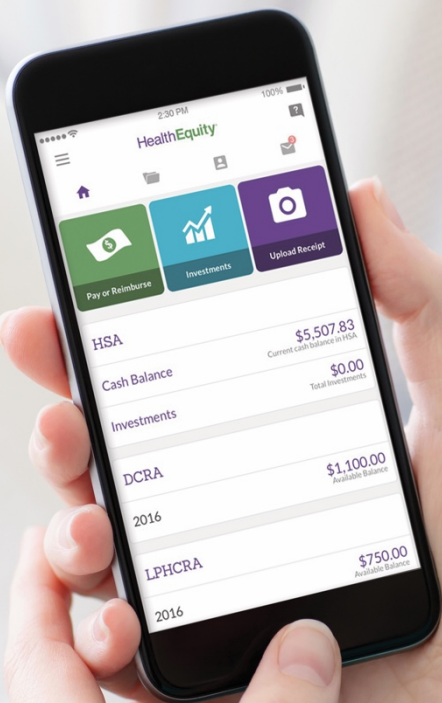 2:30 PM
100%
HealthEquity
?
3
Pay or Reimburse
Investments
Upload Receipt
HSA
Cash Balance
$5,507.83
Current cash balance in HSA
Investments
$0.00
Total Investments
DCRA
2016
$1,100.00
Available Balance
LPHCRA
2016
$750.00
Available Balance